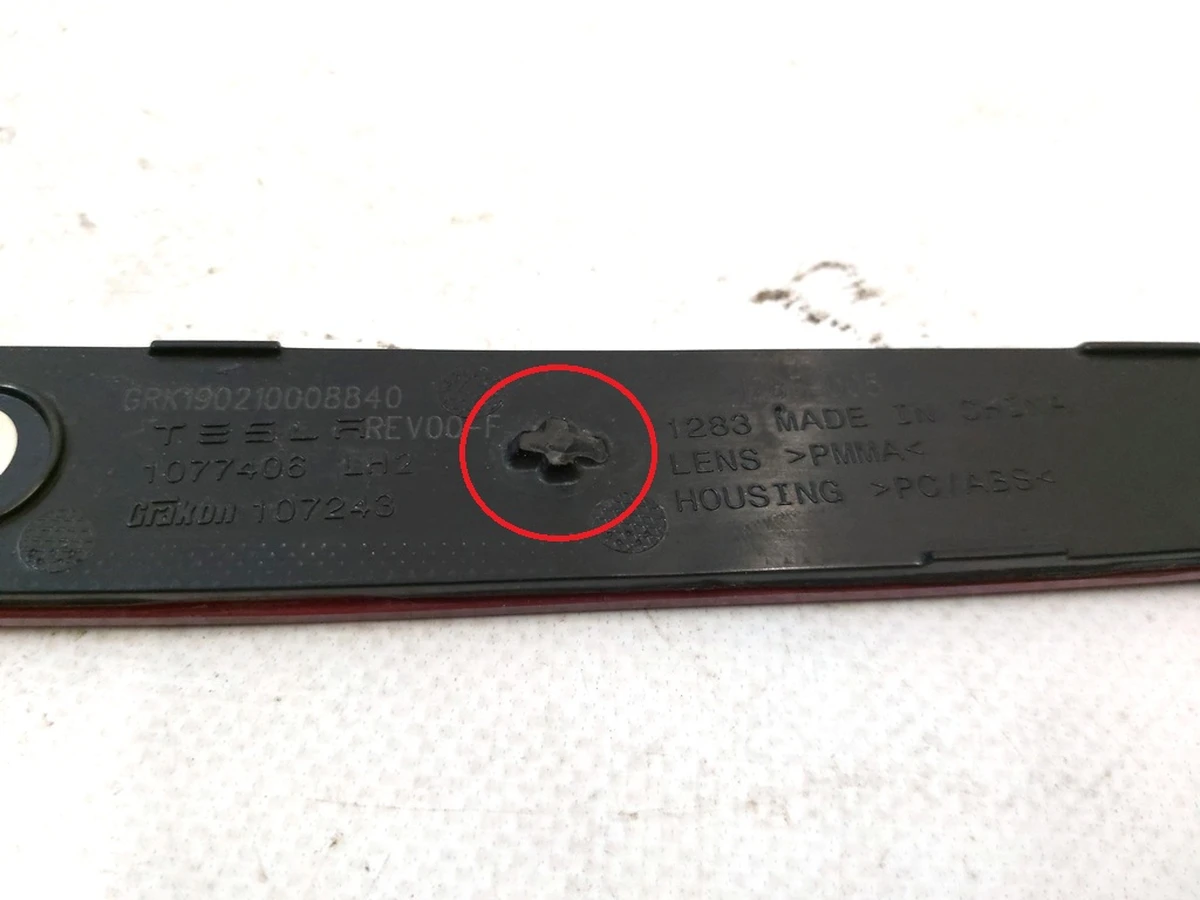 GRK190210008840
TESLA REV00-F
1077406 LH2
Grakon 107243
1283 MADE IN CHINA
LENS >PMMA<
HOUSING >PC/ABS<